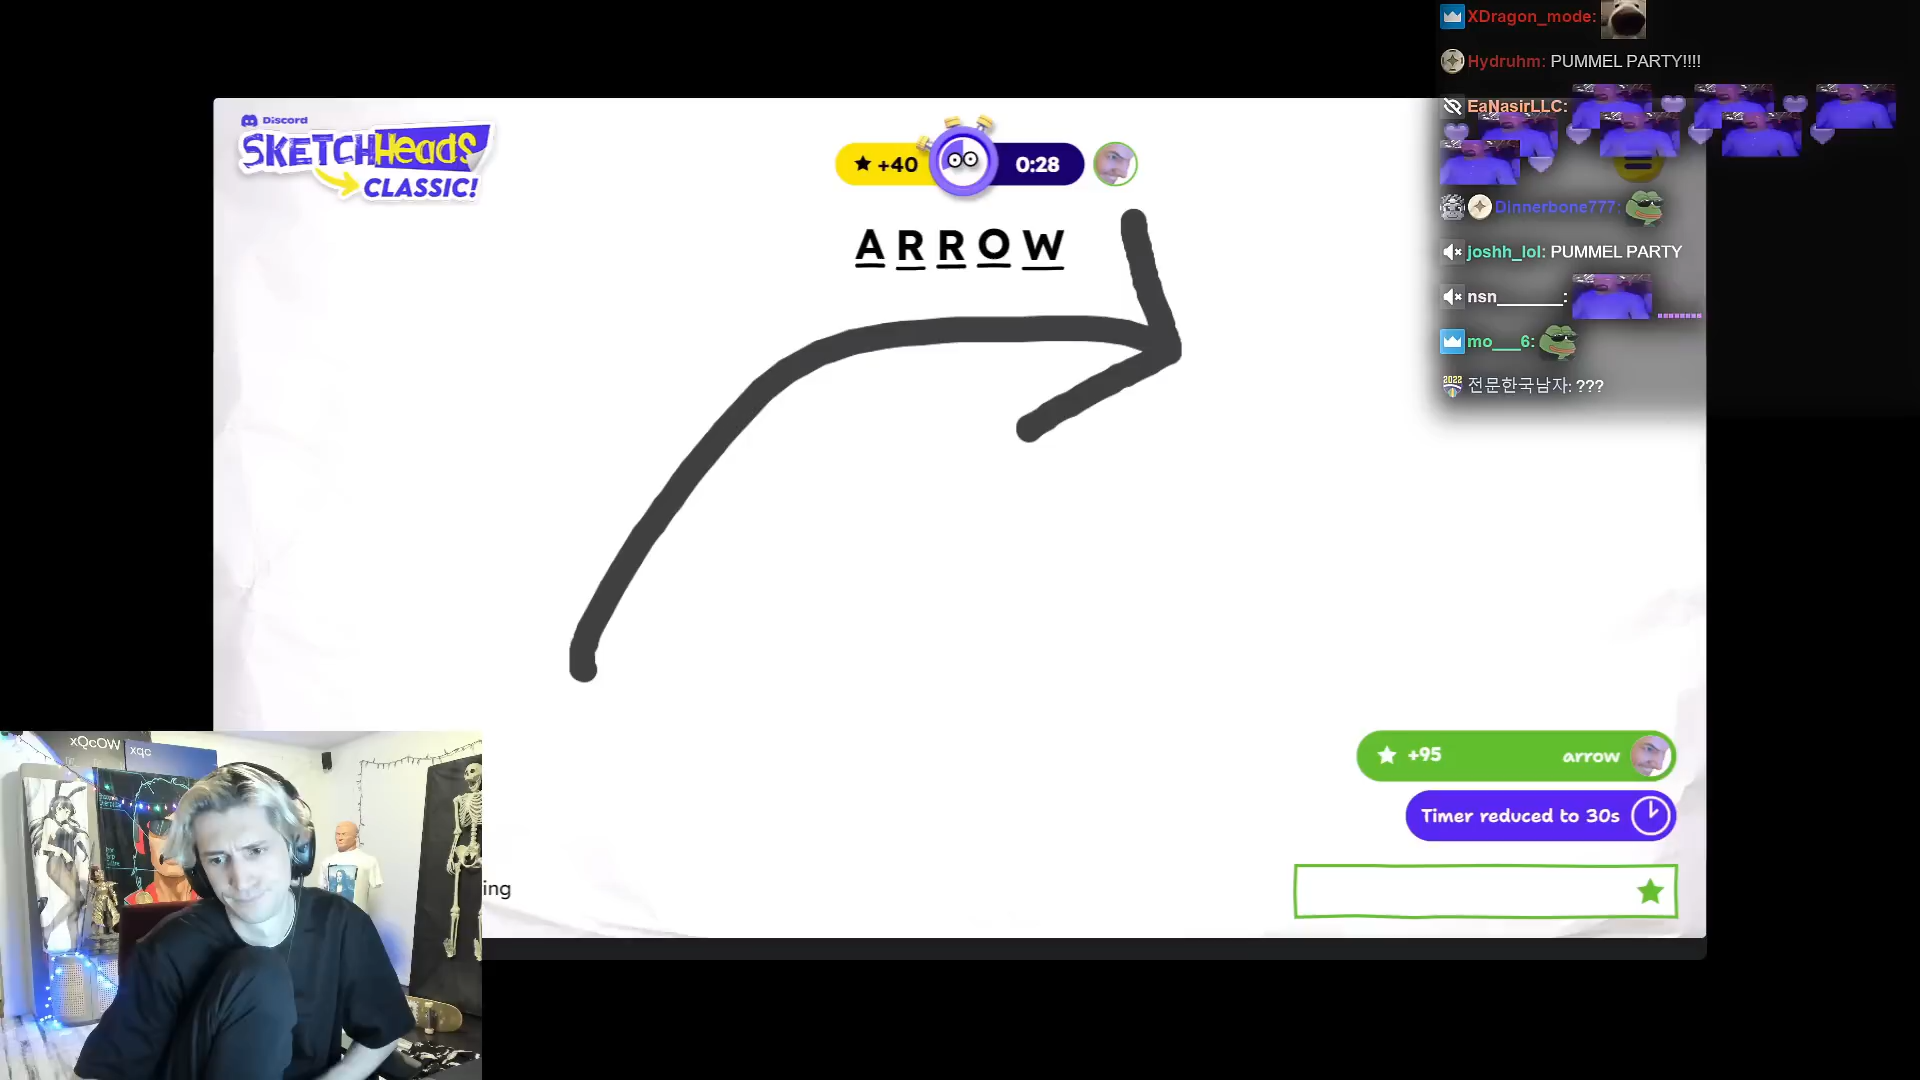 XDragon_mode:
Hydruhm: PUMMEL PARTY!!!!
EaNasirLLC:
Dinnerbone777:
joshh_lol: PUMMEL PARTY
nsn_______:
mo___6:
2022 전문한국남자: ???
Discord
SKETCHHeadS
CLASSIC!
+40
0:28
ARROW
+95 arrow
Timer reduced to 30s
xQcOW
xqc
ing